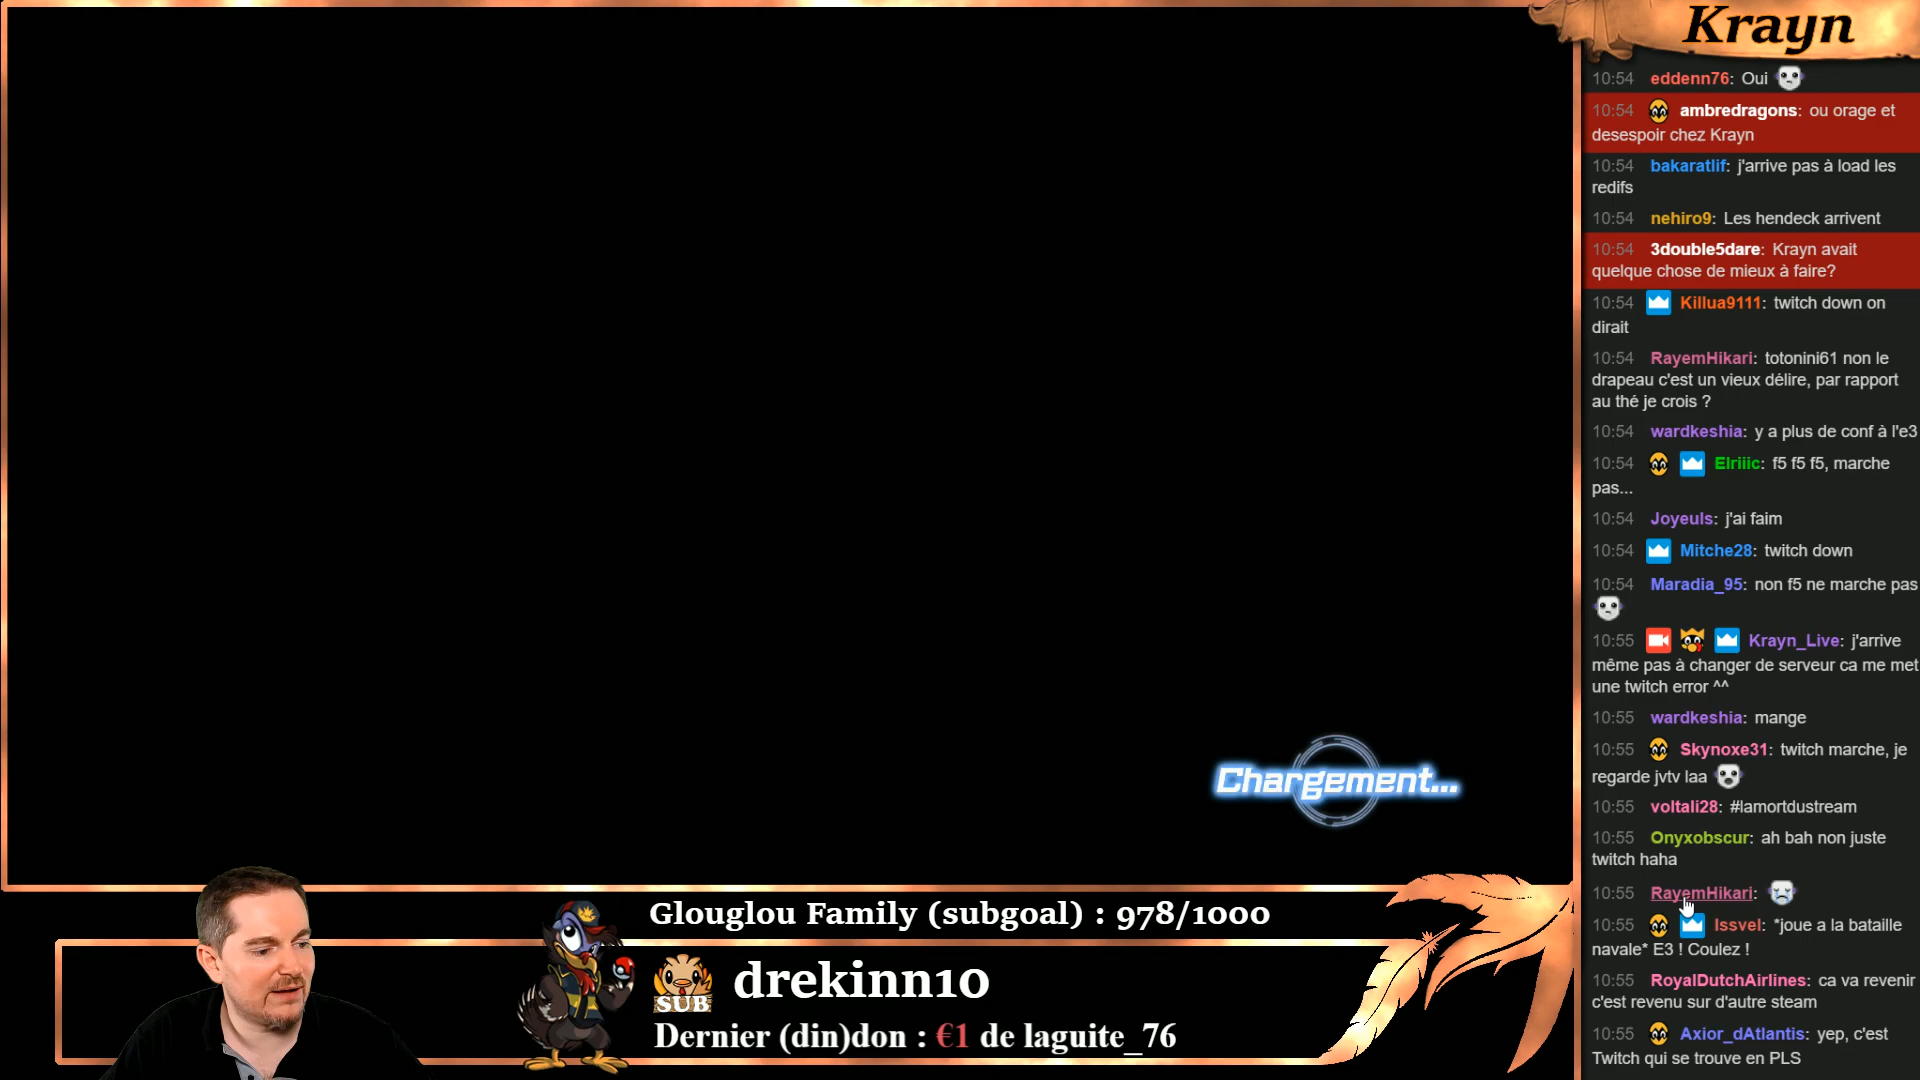 Krayn
10:54 eddenn76: Oui
10:54 ambredragons: ou orage et
desespoir chez Krayn
10:54 bakaratlif: j'arrive pas à load les
redifs
10:54 nehiro9: Les hendeck arrivent
10:54 3double5dare: Krayn avait
quelque chose de mieux à faire?
10:54 Killua9111: twitch down on
dirait
10:54 RayemHikari: totonini61 non le
drapeau c'est un vieux délire, par rapport
au thé je crois ?
10:54 wardkeshia: y a plus de conf à l'e3
10:54 Elriiic: f5 f5 f5, marche
pas...
10:54 Joyeuls: j'ai faim
10:54 Mitche28: twitch down
10:54 Maradia_95: non f5 ne marche pas
10:55 Krayn_Live: j'arrive
même pas à changer de serveur ca me met
une twitch error ^^
10:55 wardkeshia: mange
10:55 Skynoxe31: twitch marche, je
regarde jvtv laa
10:55 voltali28: #lamortdustream
10:55 Onyxobscur: ah bah non juste
twitch haha
10:55 RayemHikari:
10:55 Issvel: *joue a la bataille
navale* E3 ! Coulez !
10:55 RoyalDutchAirlines: ca va revenir
c'est revenu sur d'autre steam
10:55 Axior_dAtlantis: yep, c'est
Twitch qui se trouve en PLS
Chargement...
Glouglou Family (subgoal) : 978/1000
SUB
drekinn10
Dernier (din)don : €1 de laguite_76